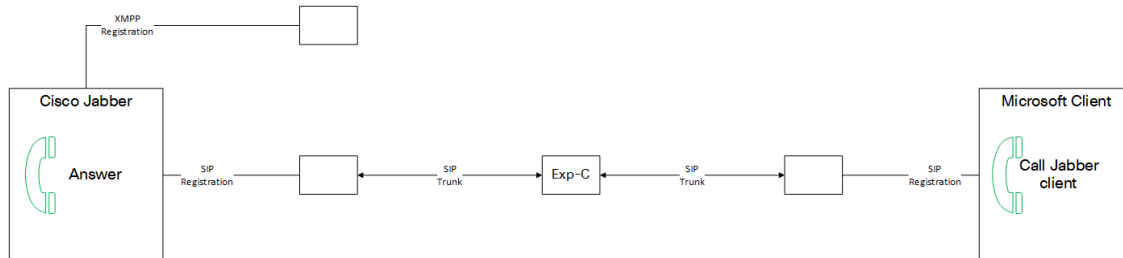 XMPP
Registration
Cisco Jabber
Microsoft Client
Answer
SIP
Registration
SIP
Trunk
Exp-C
SIP
Trunk
SIP
Registration
Call Jabber
client